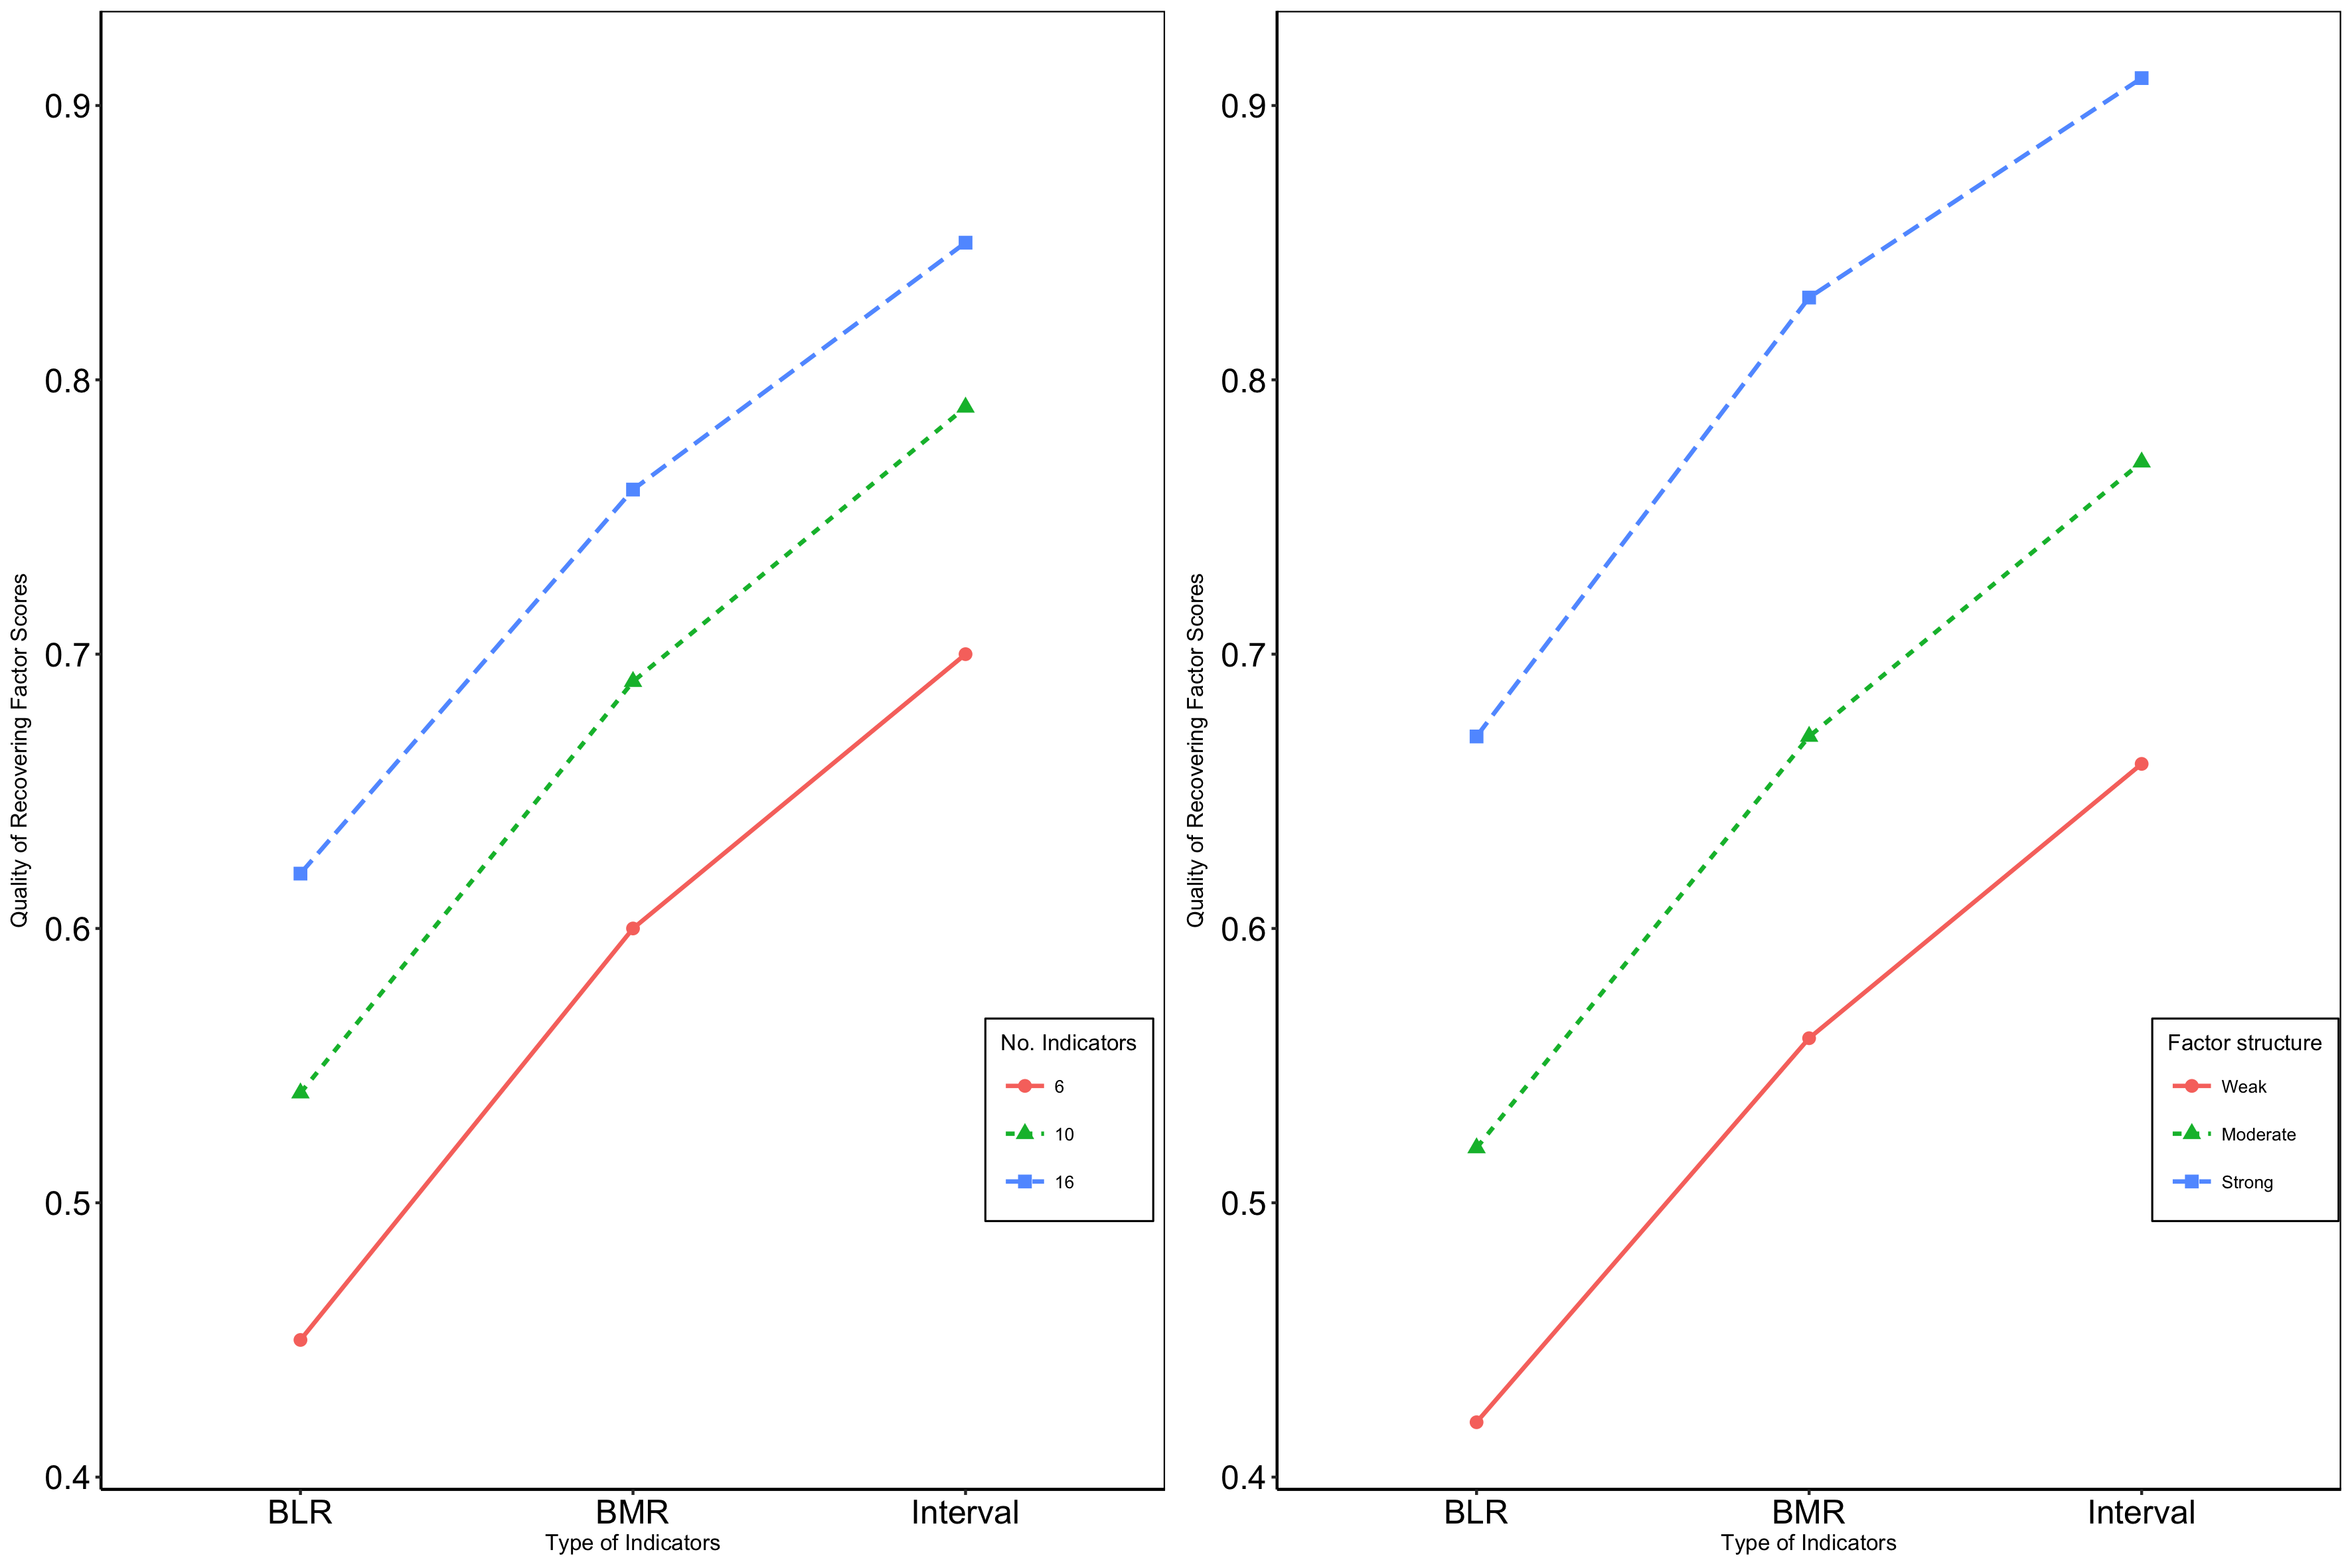 Quality of Recovering Factor Scores
0.9
0.8
0.7
0.6
0.5
0.4
BLR
BMR
Interval
Type of Indicators
No. Indicators
6
10
16
Quality of Recovering Factor Scores
0.9
0.8
0.7
0.6
0.5
0.4
BLR
BMR
Interval
Type of Indicators
Factor structure
Weak
Moderate
Strong